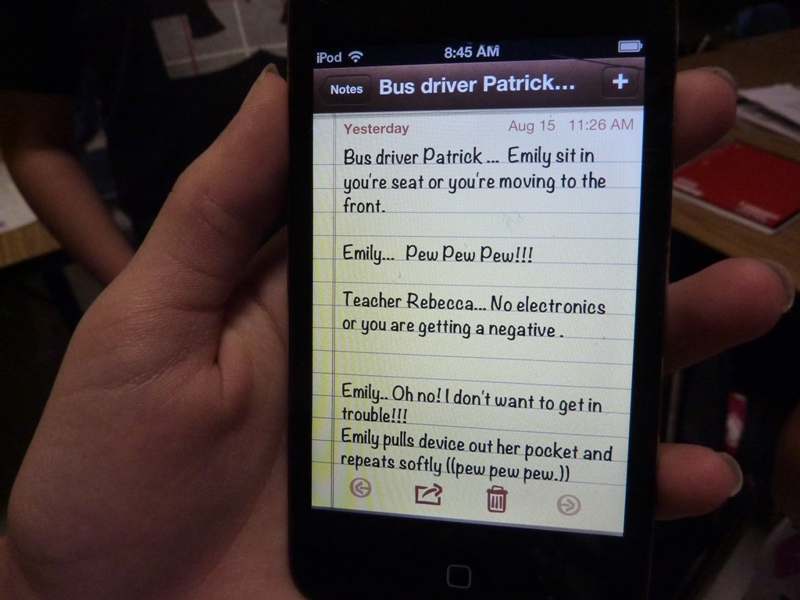 iPod 8:45 AM
Notes Bus driver Patrick... +
Yesterday Aug 15 11:26 AM
Bus driver Patrick ... Emily sit in
you're seat or you're moving to the
front.
Emily... Pew Pew Pew!!!
Teacher Rebecca... No electronics
or you are getting a negative .
Emily.. Oh no! I don't want to get in
trouble!!!
Emily pulls device out her pocket and
repeats softly ((pew pew pew.))